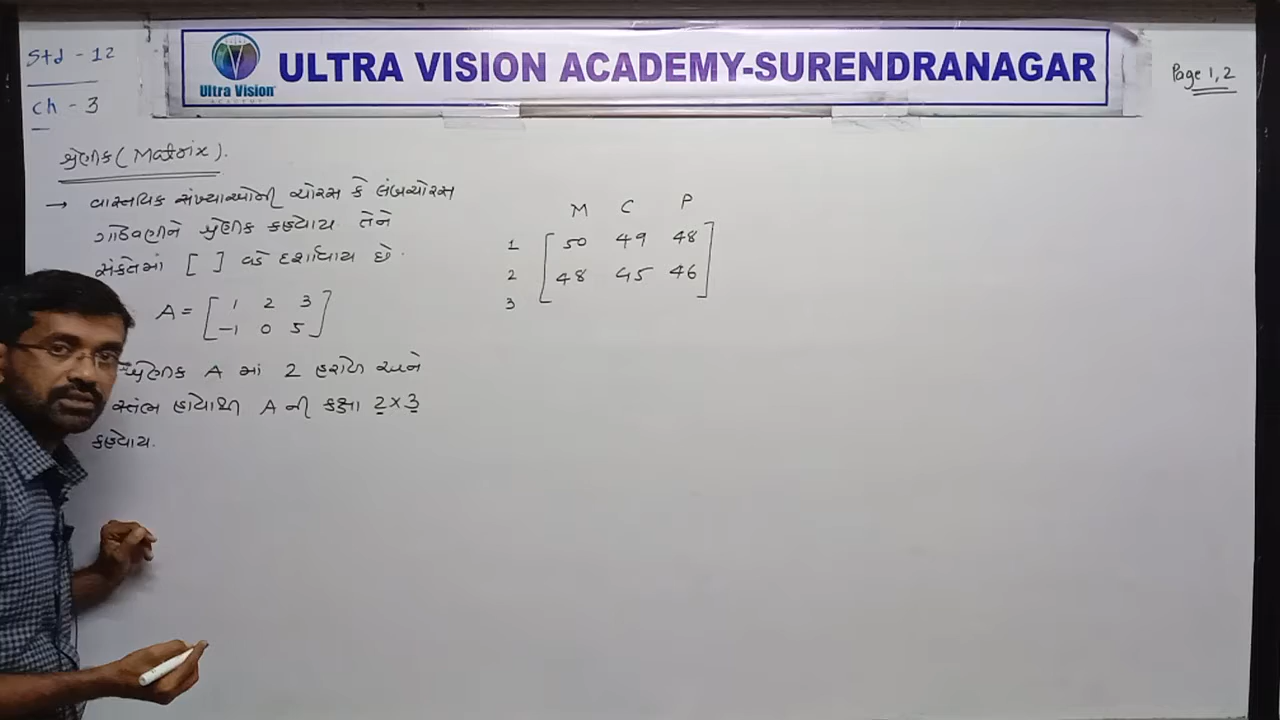 Std - 12
Ch - 3
Ultra Vision
ACADEMY
ULTRA VISION ACADEMY-SURENDRANAGAR
Page 1, 2
શ્રેણીક (Matrix).
→ વાસ્તવિક સંખ્યાઓની ચોરસ કે લંબચોરસ
ગોઠવણીને શ્રેણીક કહેવાય. તેને
સંકેતમાં [ ] વડે દર્શાવાય છે.
A = [ 1 2 3
-1 0 5 ]
શ્રેણીક A માં 2 હરોળ અને
સ્તંભ હોવાથી A ની કક્ષા 2×3
કહેવાય.
M C P
1 [ 50 49 48 ]
2 48 45 46
3